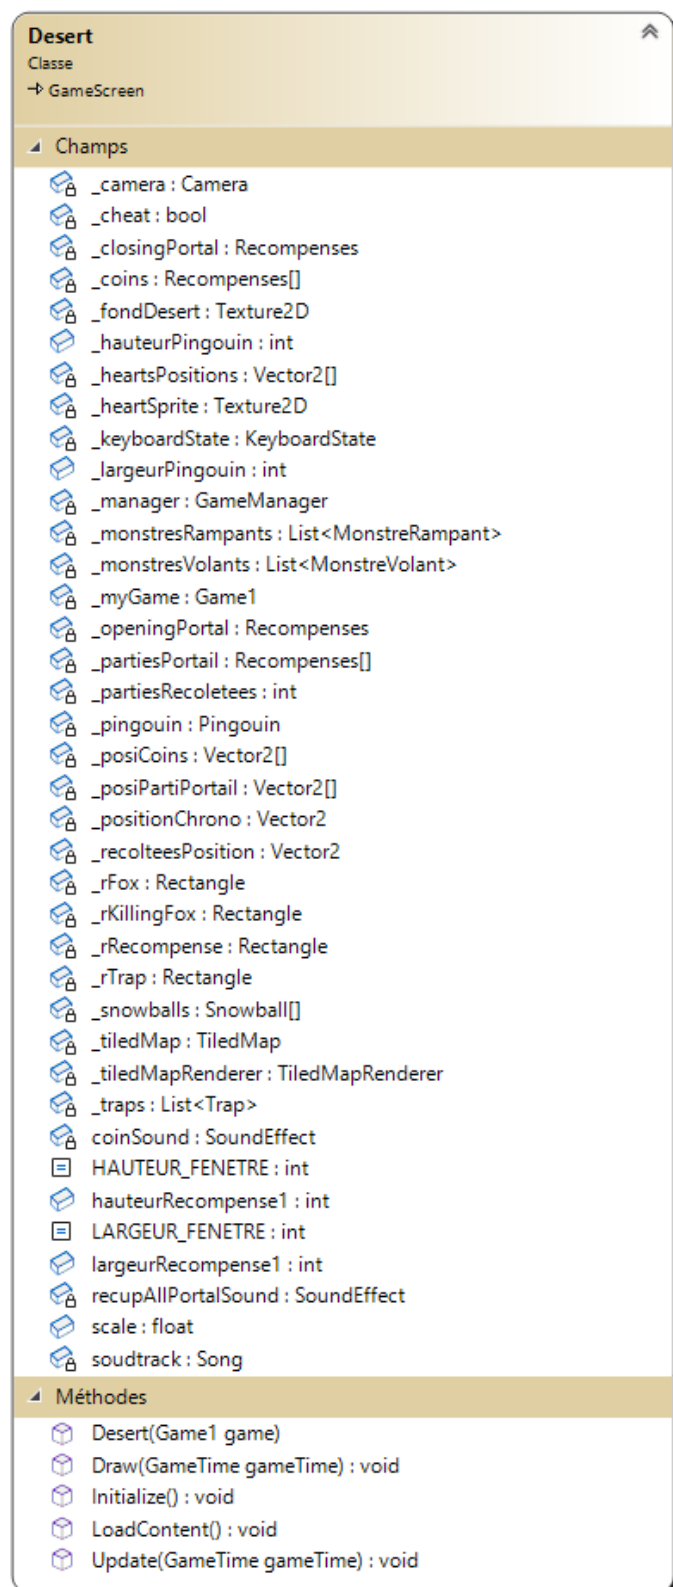 Desert
Classe
GameScreen
Champs
_camera : Camera
_cheat : bool
_closingPortal : Recompenses
_coins : Recompenses[]
_fondDesert : Texture2D
_hauteurPingouin : int
_heartsPositions : Vector2[]
_heartSprite : Texture2D
_keyboardState : KeyboardState
_largeurPingouin : int
_manager : GameManager
_monstresRampants : List<MonstreRampant>
_monstresVolants : List<MonstreVolant>
_myGame : Game1
_openingPortal : Recompenses
_partiesPortail : Recompenses[]
_partiesRecoletees : int
_pingouin : Pingouin
_posiCoins : Vector2[]
_posiPartiPortail : Vector2[]
_positionChrono : Vector2
_recolteesPosition : Vector2
_rFox : Rectangle
_rKillingFox : Rectangle
_rRecompense : Rectangle
_rTrap : Rectangle
_snowballs : Snowball[]
_tiledMap : TiledMap
_tiledMapRenderer : TiledMapRenderer
_traps : List<Trap>
coinSound : SoundEffect
HAUTEUR_FENETRE : int
hauteurRecompense1 : int
LARGEUR_FENETRE : int
largeurRecompense1 : int
recupAllPortalSound : SoundEffect
scale : float
soudtrack : Song
Méthodes
Desert(Game1 game)
Draw(GameTime gameTime) : void
Initialize() : void
LoadContent() : void
Update(GameTime gameTime) : void